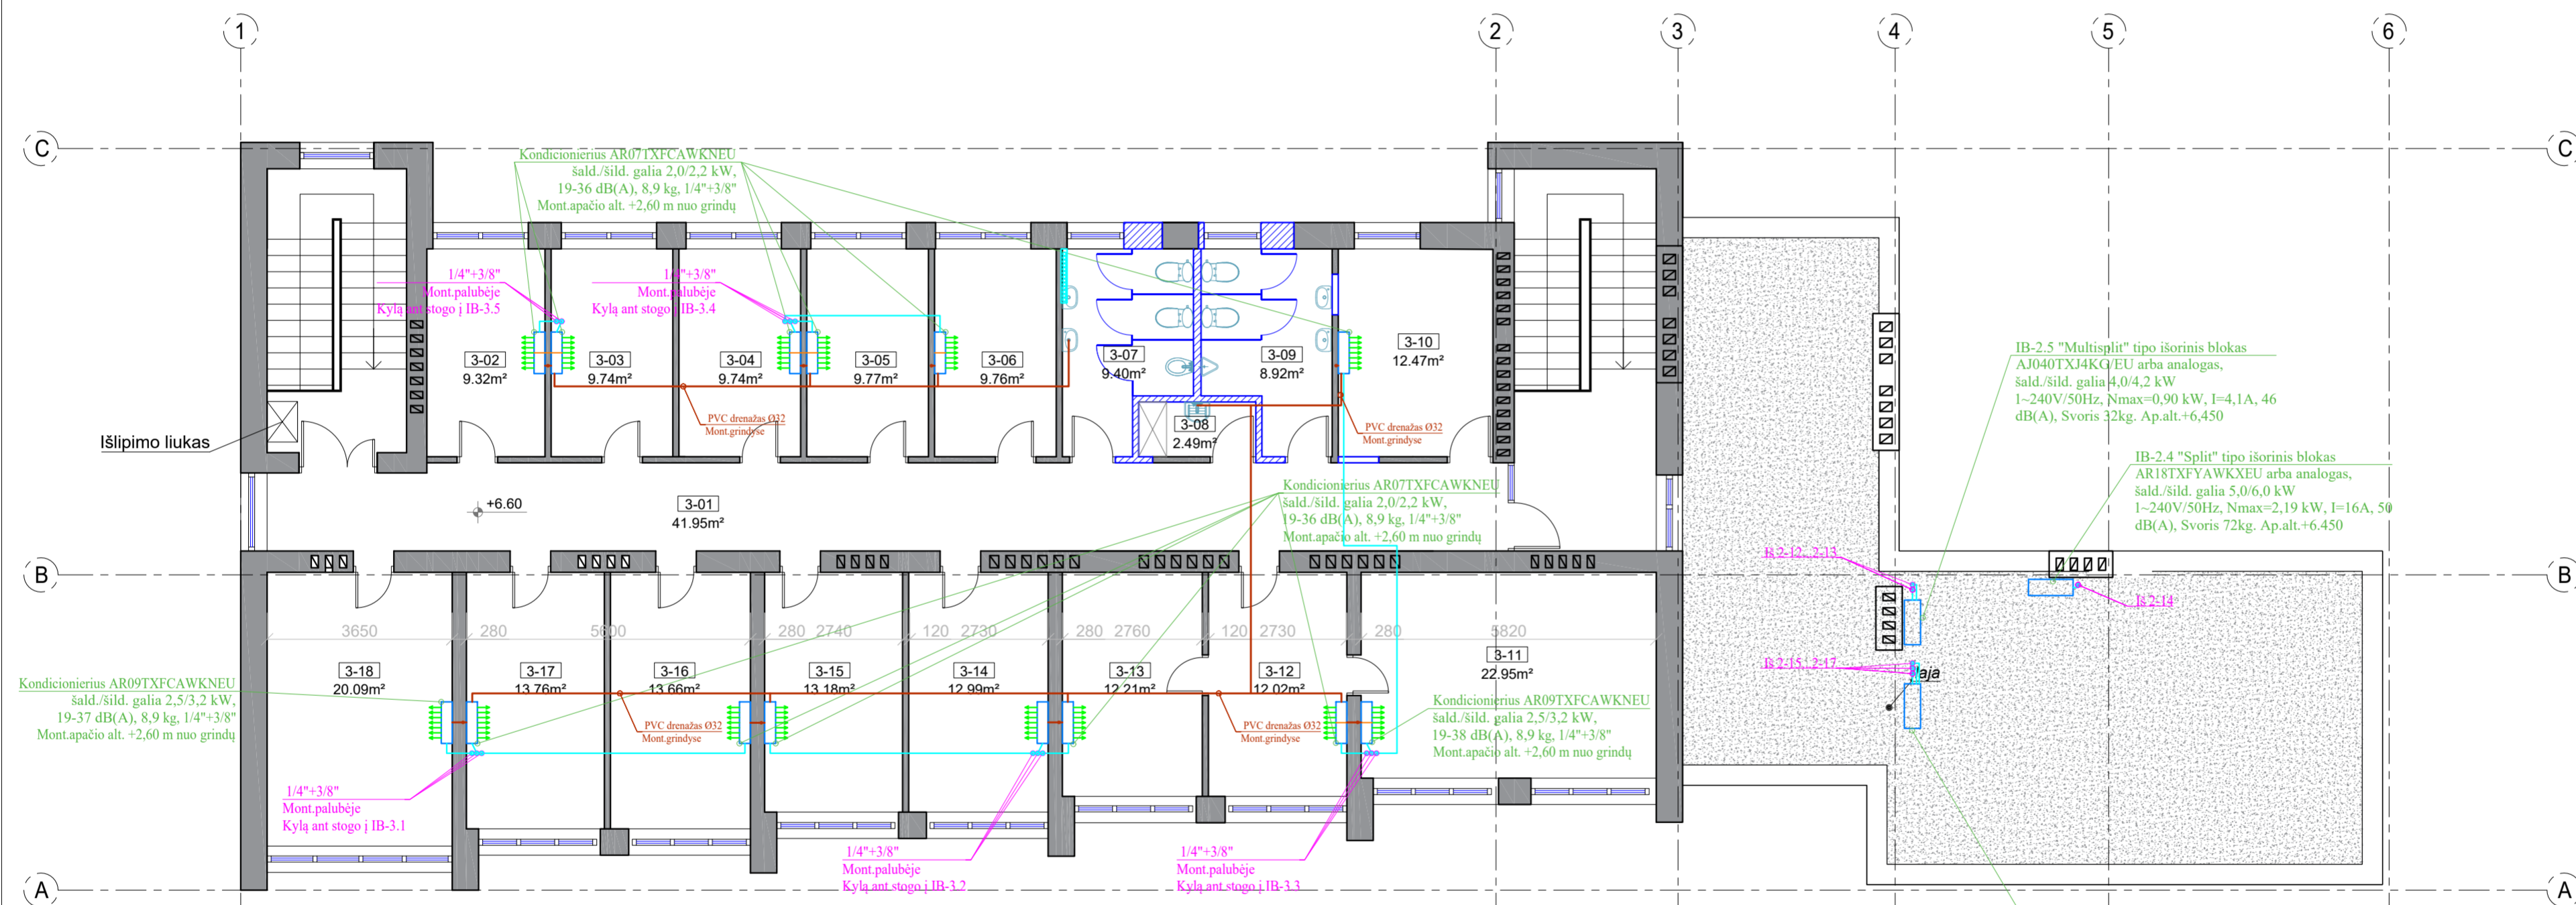 1
2
3
4
5
6
C
C
Kondicionierius AR07TXFCAWKNEU
šald./šild. galia 2,0/2,2 kW,
19-36 dB(A), 8,9 kg, 1/4"+3/8"
Mont.apačio alt. +2,60 m nuo grindų
1/4"+3/8"
Mont.palubėje
Kylą ant stogo į IB-3.5
1/4"+3/8"
Mont.palubėje
Kylą ant stogo į IB-3.4
3-02
9.32m²
3-03
9.74m²
3-04
9.74m²
3-05
9.77m²
3-06
9.76m²
3-07
9.40m²
3-09
8.92m²
3-10
12.47m²
3-08
2.49m²
PVC drenažas Ø32
Mont.grindyse
PVC drenažas Ø32
Mont.grindyse
Išlipimo liukas
IB-2.5 "Multisplit" tipo išorinis blokas
AJ040TXJ4KG/EU arba analogas,
šald./šild. galia 4,0/4,2 kW
1~240V/50Hz, Nmax=0,90 kW, I=4,1A, 46
dB(A), Svoris 32kg. Ap.alt.+6,450
IB-2.4 "Split" tipo išorinis blokas
AR18TXFYAWKXEU arba analogas,
šald./šild. galia 5,0/6,0 kW
1~240V/50Hz, Nmax=2,19 kW, I=16A, 50
dB(A), Svoris 72kg. Ap.alt.+6.450
+6.60
3-01
41.95m²
Kondicionierius AR07TXFCAWKNEU
šald./šild. galia 2,0/2,2 kW,
19-36 dB(A), 8,9 kg, 1/4"+3/8"
Mont.apačio alt. +2,60 m nuo grindų
B
B
Iš 2-12, 2-13
Iš 2-14
Iš 2-15...2-17
3650
280
5600
280
2740
120
2730
280
2760
120
2730
280
5820
3-18
20.09m²
3-17
13.76m²
3-16
13.66m²
3-15
13.18m²
3-14
12.99m²
3-13
12.21m²
3-12
12.02m²
3-11
22.95m²
Kondicionierius AR09TXFCAWKNEU
šald./šild. galia 2,5/3,2 kW,
19-37 dB(A), 8,9 kg, 1/4"+3/8"
Mont.apačio alt. +2,60 m nuo grindų
PVC drenažas Ø32
Mont.grindyse
PVC drenažas Ø32
Mont.grindyse
Kondicionierius AR09TXFCAWKNEU
šald./šild. galia 2,5/3,2 kW,
19-38 dB(A), 8,9 kg, 1/4"+3/8"
Mont.apačio alt. +2,60 m nuo grindų
1/4"+3/8"
Mont.palubėje
Kylą ant stogo į IB-3.1
1/4"+3/8"
Mont.palubėje
Kylą ant stogo į IB-3.2
1/4"+3/8"
Mont.palubėje
Kylą ant stogo į IB-3.3
A
A